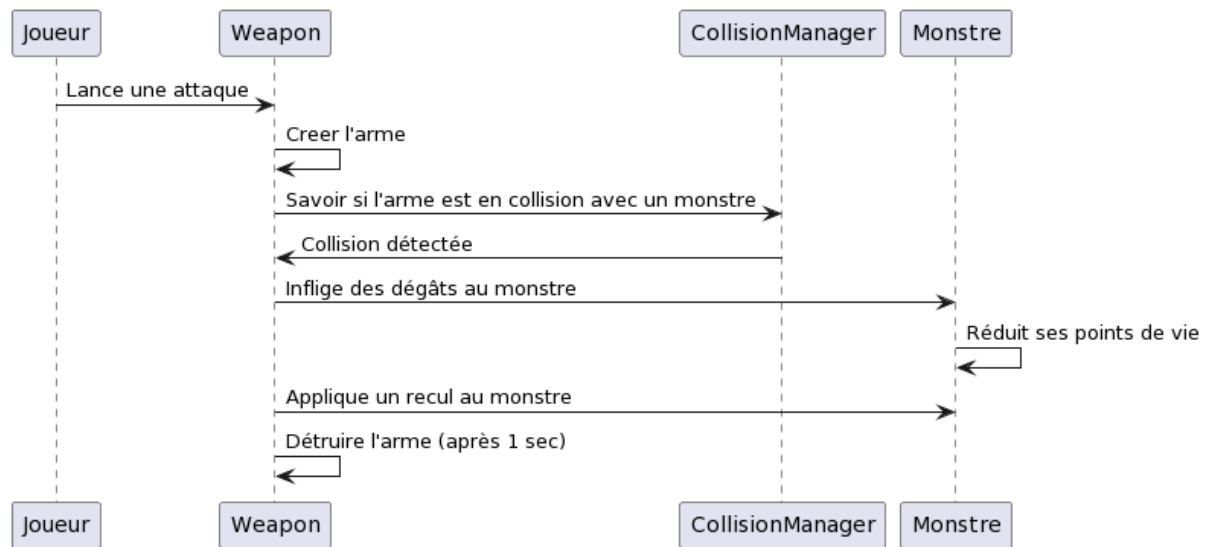 Joueur Weapon CollisionManager Monstre
Lance une attaque
Creer l'arme
Savoir si l'arme est en collision avec un monstre
Collision détectée
Inflige des dégâts au monstre
Réduit ses points de vie
Applique un recul au monstre
Détruire l'arme (après 1 sec)
Joueur Weapon CollisionManager Monstre